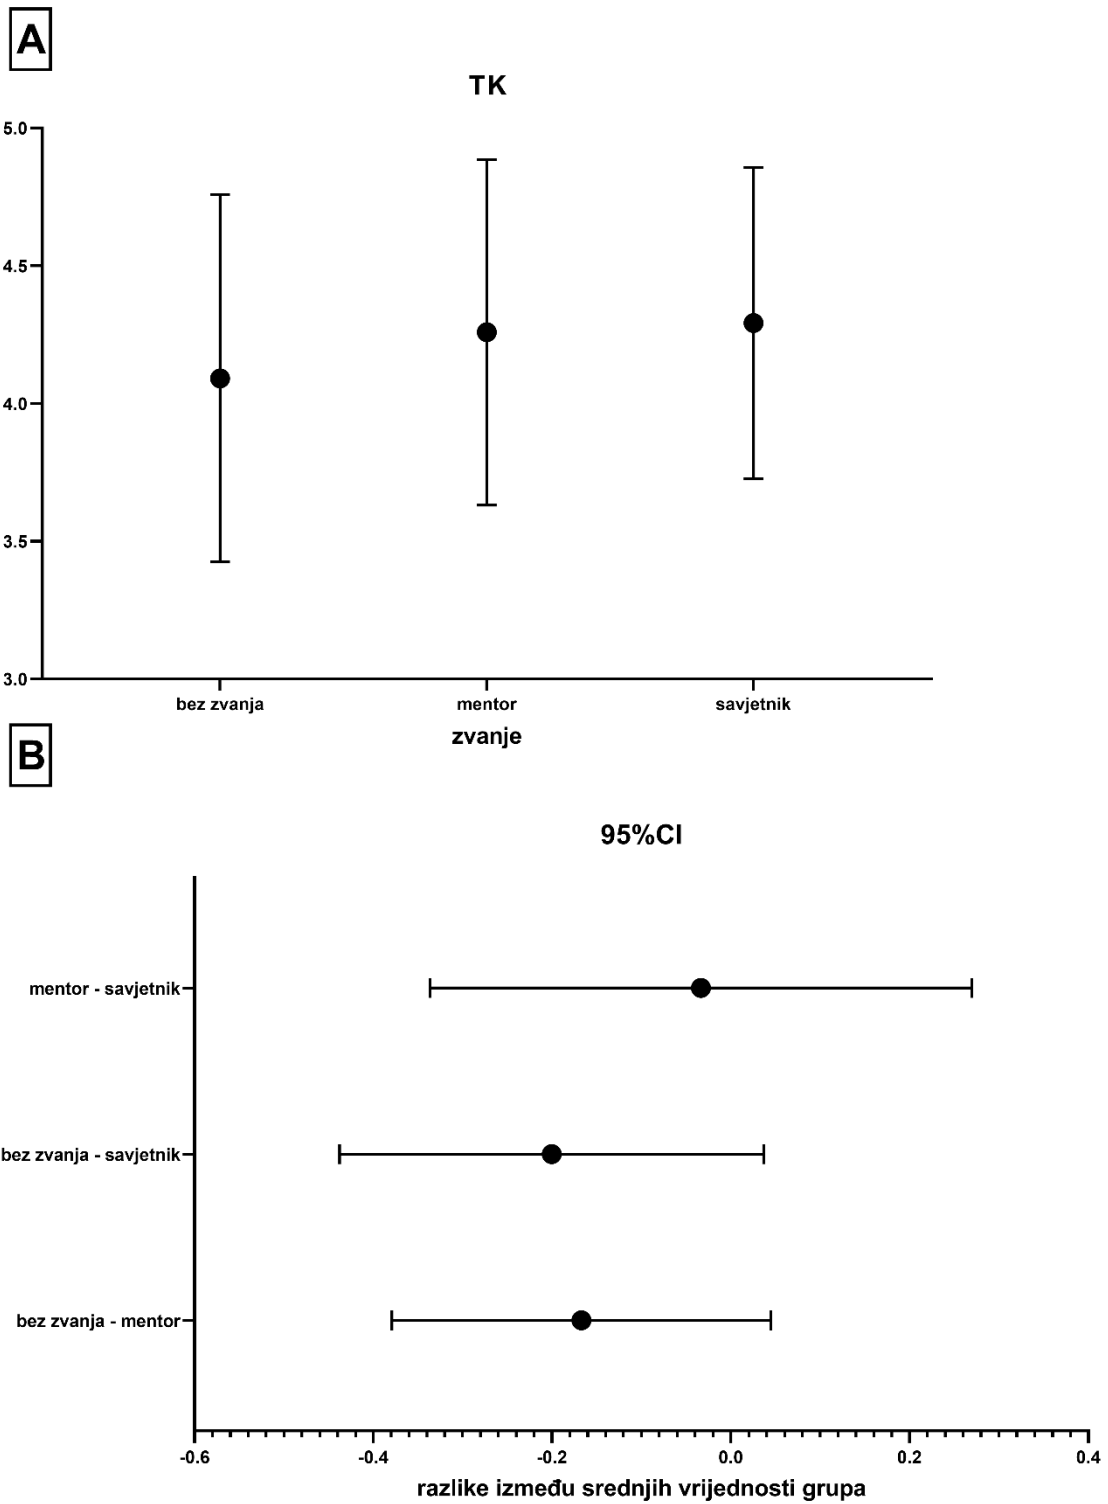 A
TK
5.0
4.5
4.0
3.5
3.0
bez zvanja
mentor
savjetnik
zvanje
B
95%CI
mentor - savjetnik
bez zvanja - savjetnik
bez zvanja - mentor
-0.6
-0.4
-0.2
0.0
0.2
0.4
razlike između srednjih vrijednosti grupa